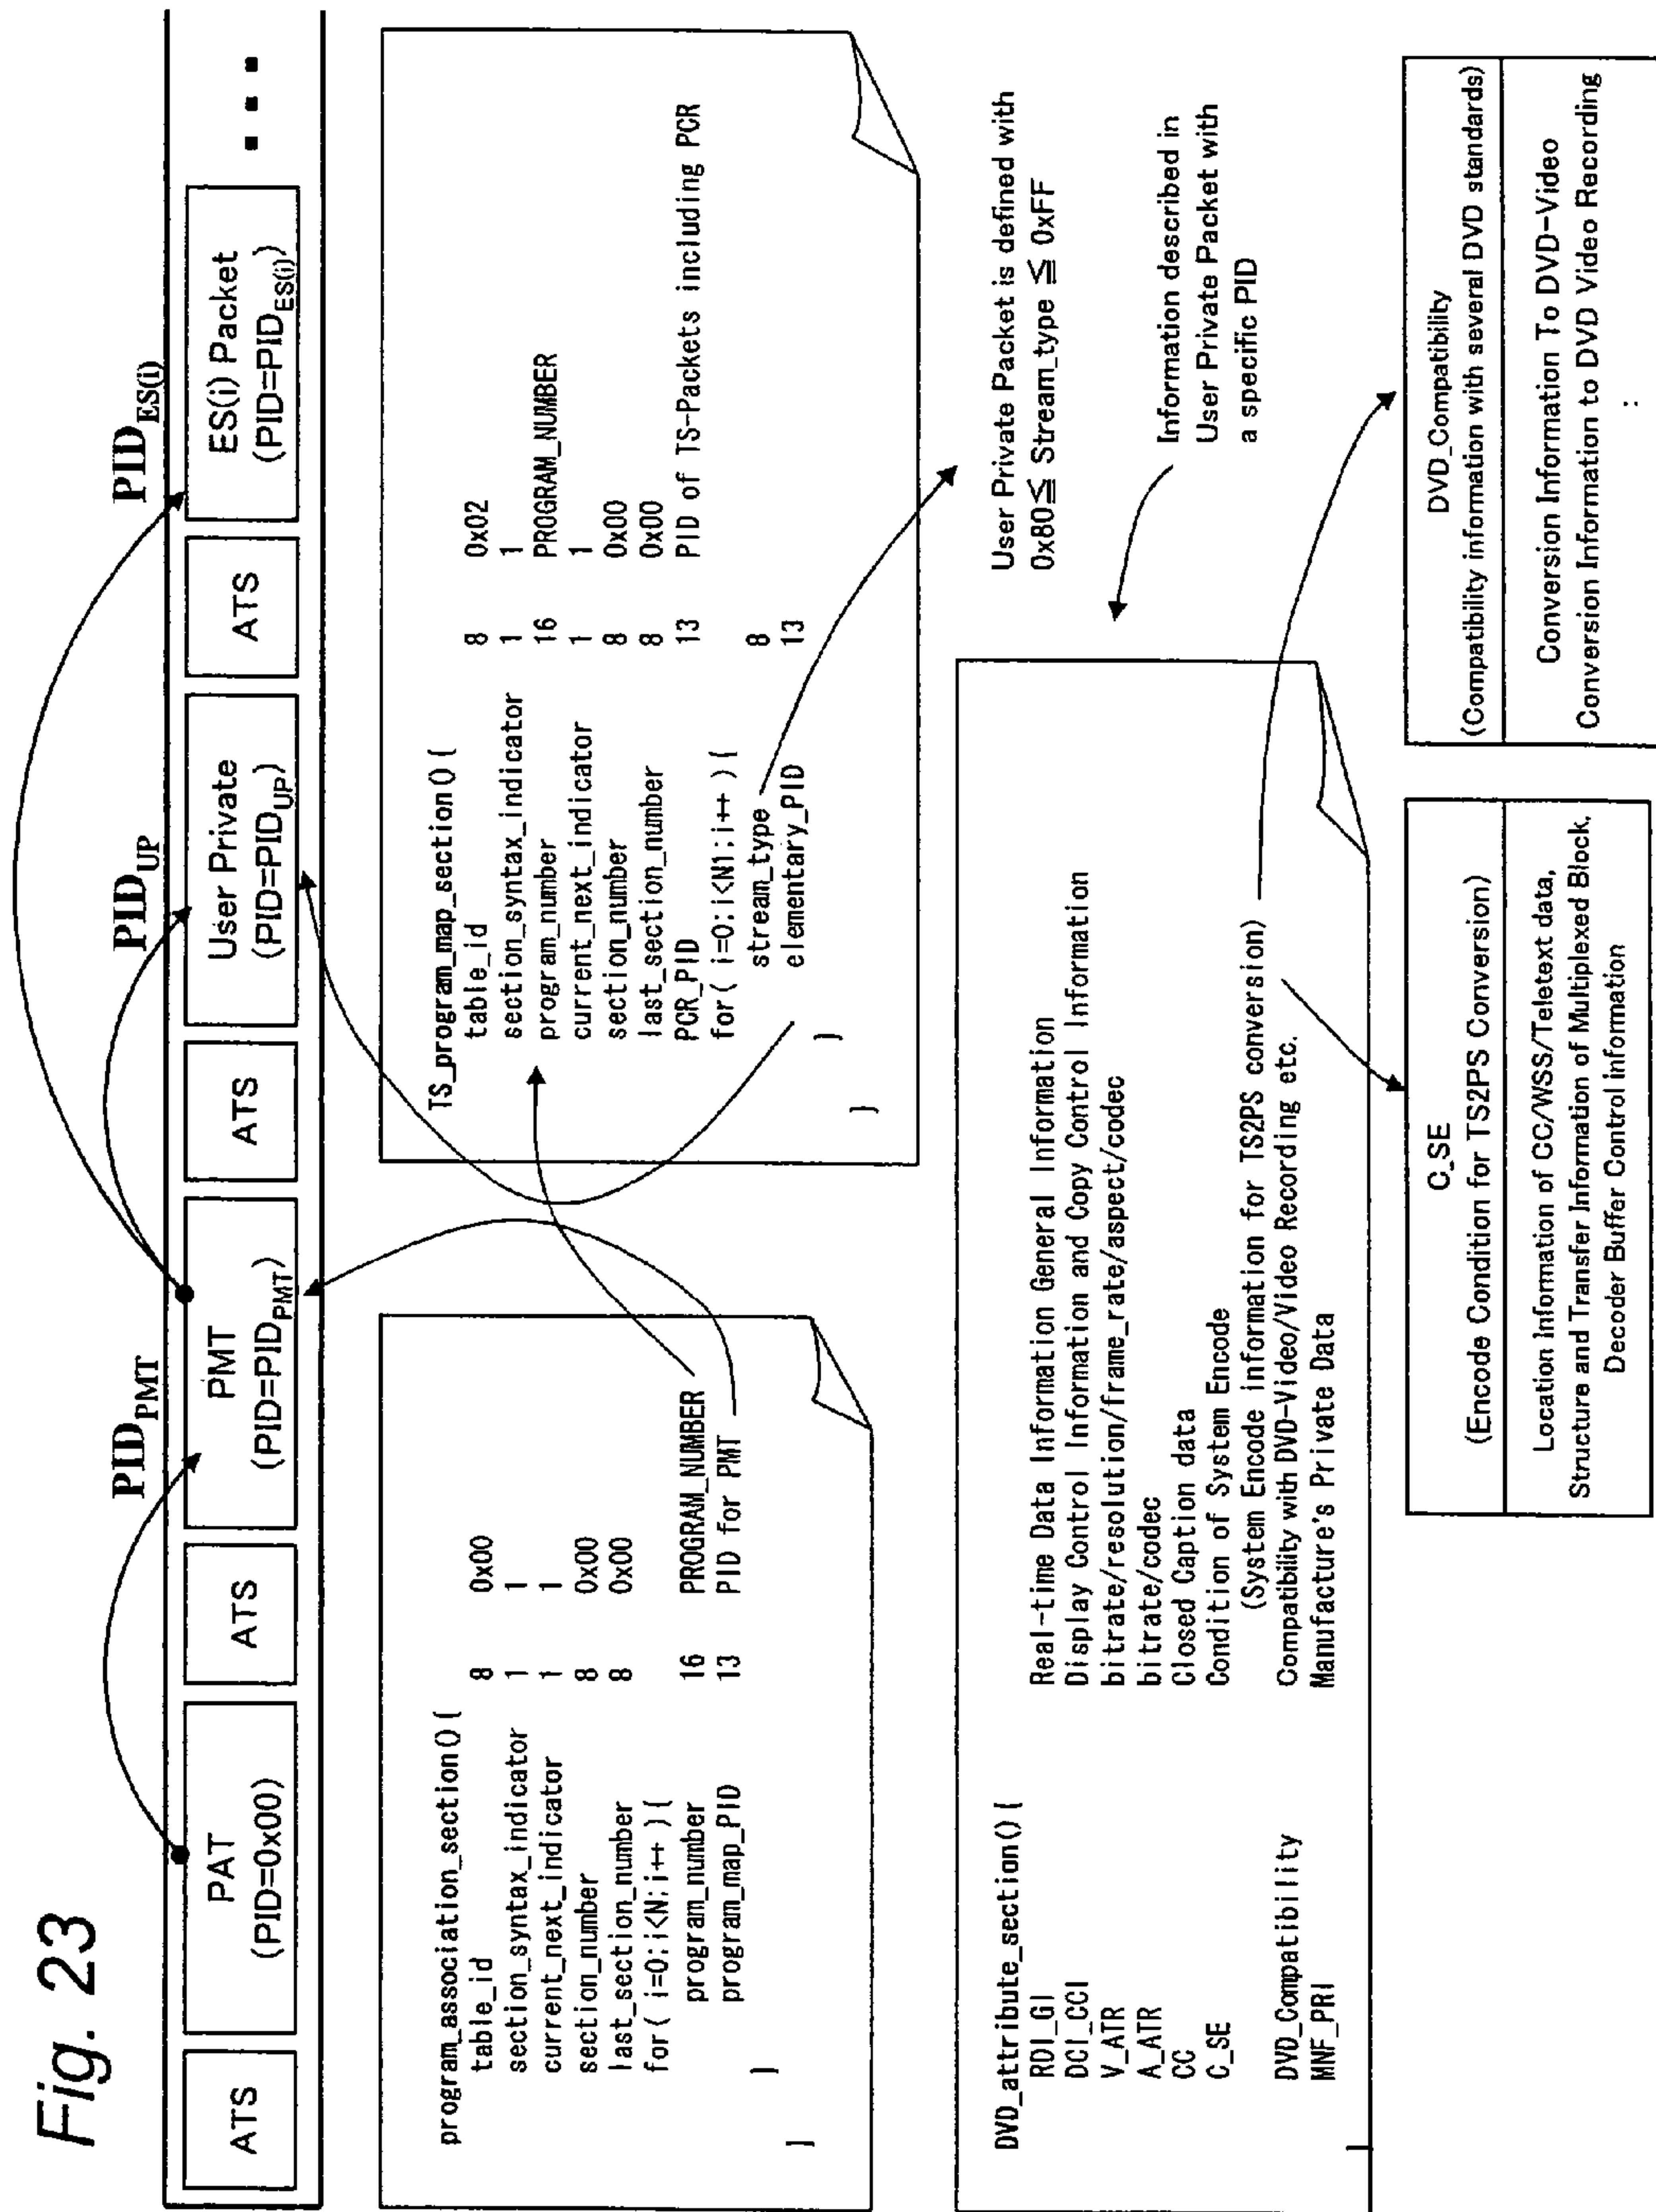 Fig. 23
PID_PMT PID_UP PID_ES(i)
ATS
PAT
(PID=0x00)
ATS
PMT
(PID=PID_PMT)
ATS
User Private
(PID=PID_UP)
ATS
ES(i) Packet
(PID=PID_ES(i))
program_association_section(){
table_id 8 0x00
section_syntax_indicator 1 1
current_next_indicator 1 1
section_number 8 0x00
last_section_number 8 0x00
for( i=0;i<N;i++ ){
program_number 16 PROGRAM_NUMBER
program_map_PID 13 PID for PMT
}
}
TS_program_map_section(){
table_id 8 0x02
section_syntax_indicator 1 1
program_number 16 PROGRAM_NUMBER
current_next_indicator 1 1
section_number 8 0x00
last_section_number 8 0x00
PCR_PID 13 PID of TS-Packets including PCR
for( i=0;i<N1;i++ ){
stream_type 8
elementary_PID 13
}
}
User Private Packet is defined with
0x80≦ Stream_type ≦ 0xFF
Information described in
User Private Packet with
a specific PID
DVD_attribute_section(){
RDI_GI Real-time Data Information General Information
DCI_CCI Display Control Information and Copy Control Information
V_ATR bitrate/resolution/frame_rate/aspect/codec
A_ATR bitrate/codec
CC Closed Caption data
C_SE Condition of System Encode
(System Encode information for TS2PS conversion)
DVD_Compatibility Compatibility with DVD-Video/Video Recording etc.
MNF_PRI Manufacture's Private Data
}
C_SE
(Encode Condition for TS2PS Conversion)
Location Information of CC/WSS/Teletext data,
Structure and Transfer Information of Multiplexed Block,
Decoder Buffer Control information
DVD_Compatibility
(Compatibility information with several DVD standards)
Conversion Information To DVD-Video
Conversion Information to DVD Video Recording
: